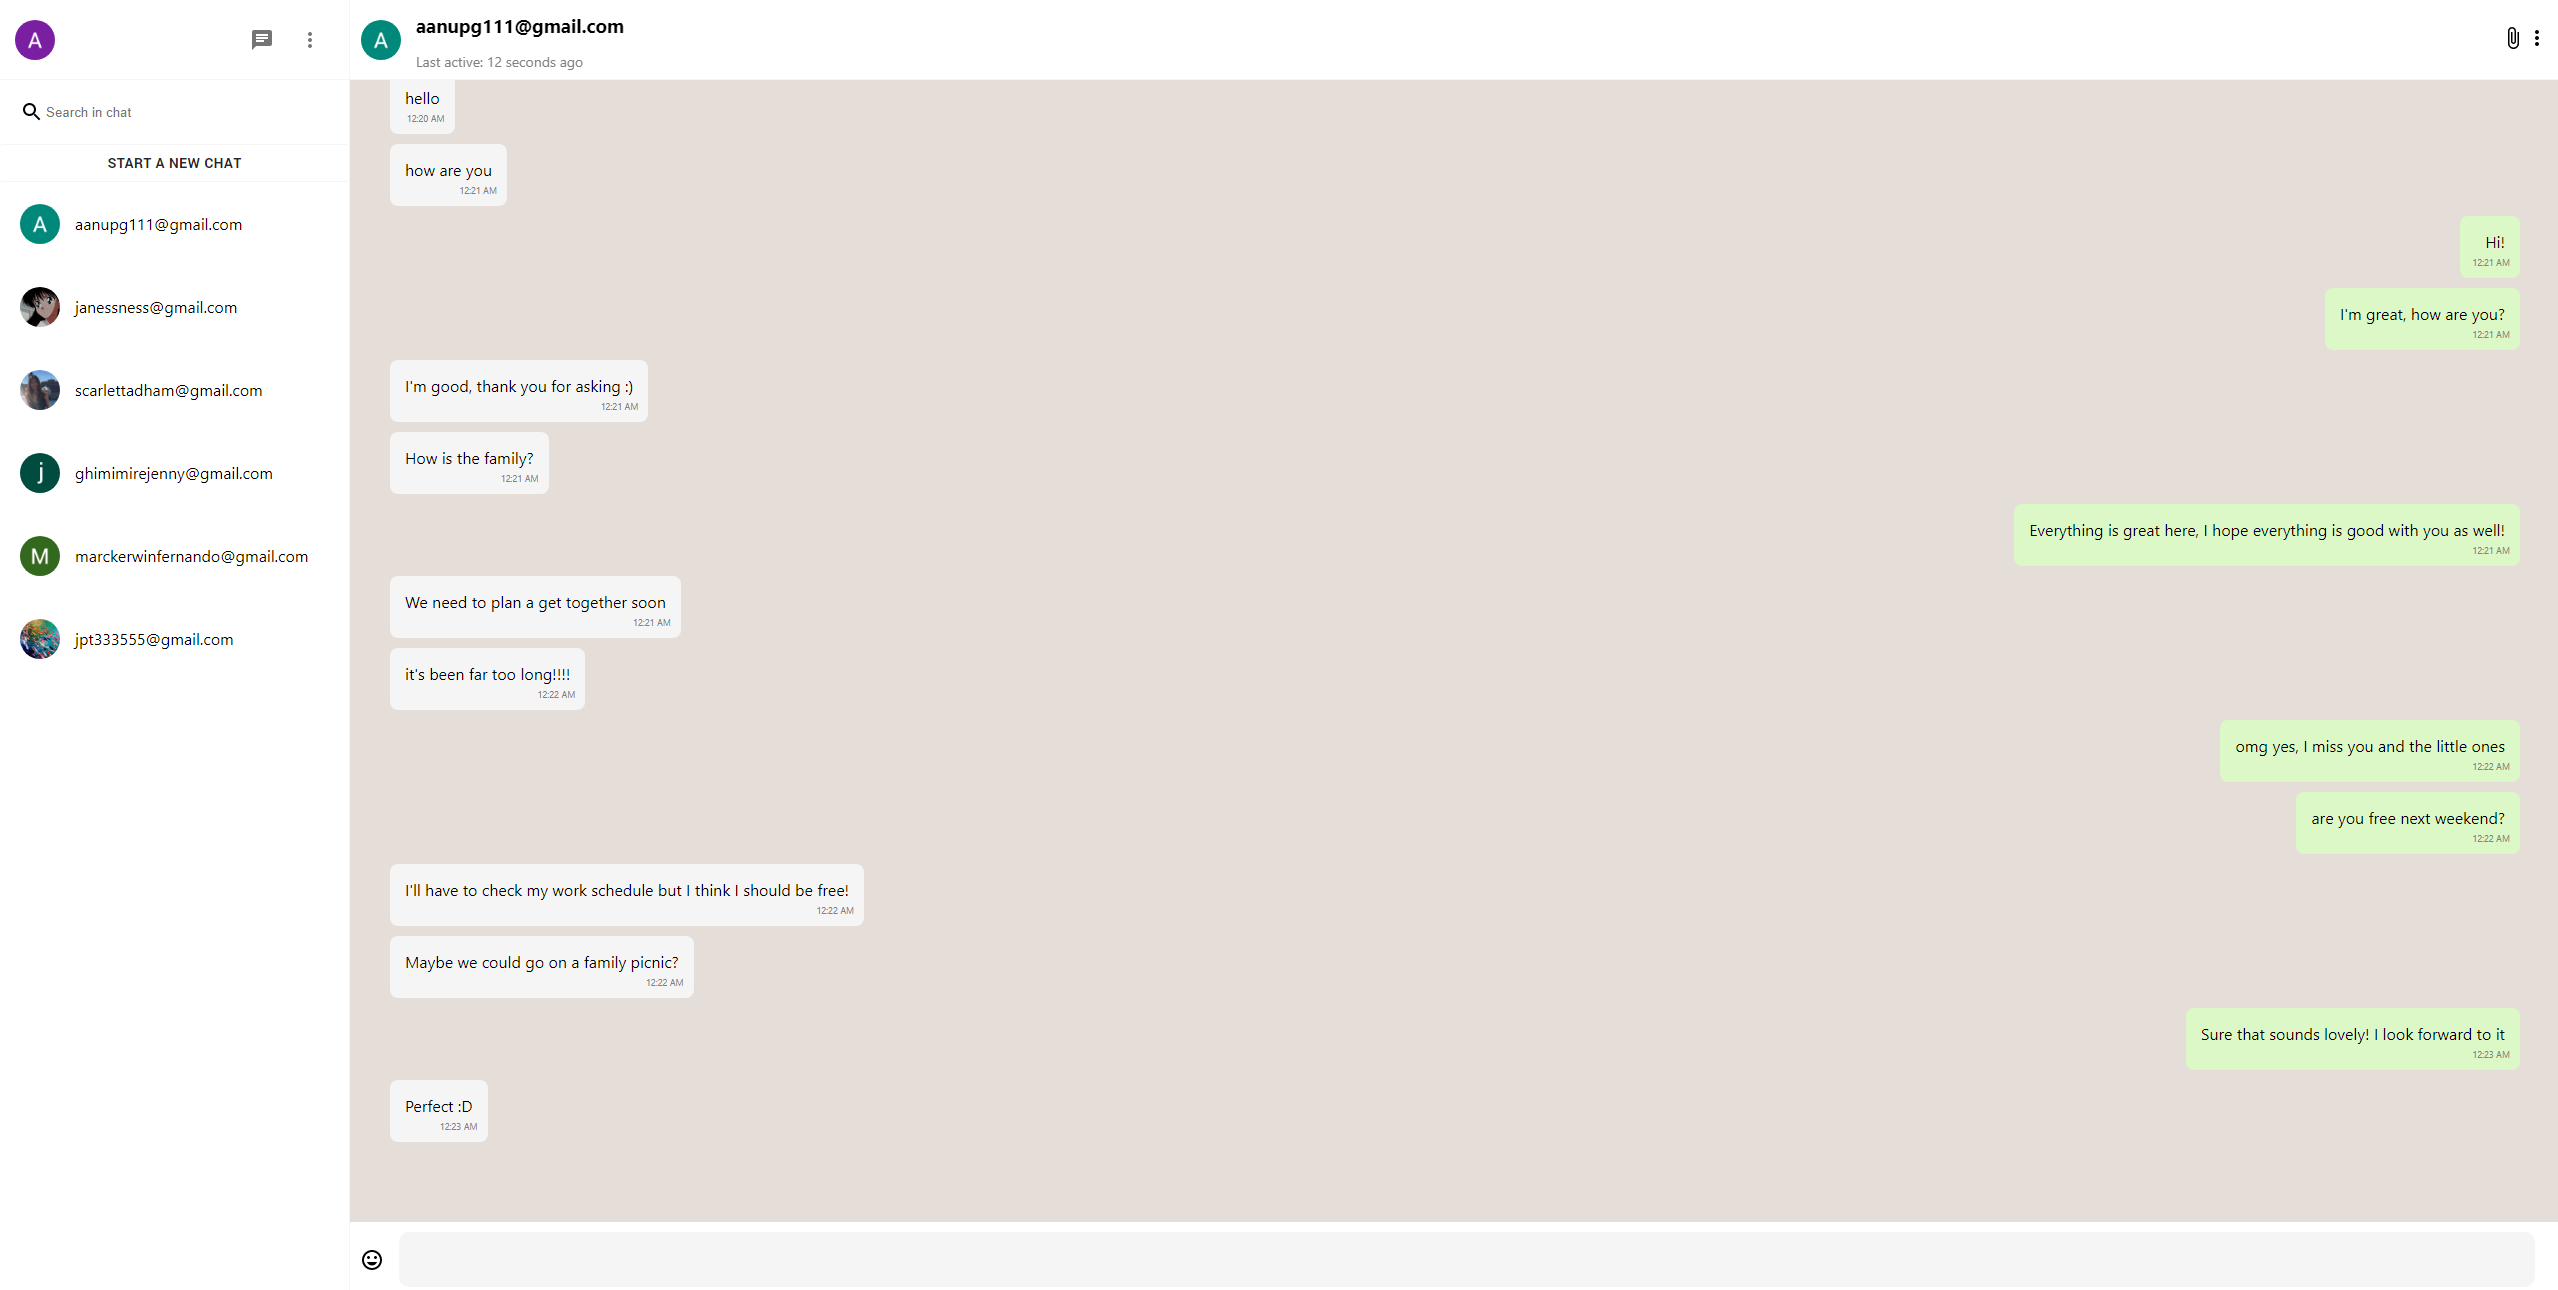 A
Search in chat
START A NEW CHAT
A aanupg111@gmail.com
janessness@gmail.com
scarlettadham@gmail.com
j ghimimirejenny@gmail.com
M marckerwinfernando@gmail.com
jpt333555@gmail.com
A aanupg111@gmail.com
Last active: 12 seconds ago
hello
12:20 AM
how are you
12:21 AM
Hi!
12:21 AM
I'm great, how are you?
12:21 AM
I'm good, thank you for asking :)
12:21 AM
How is the family?
12:21 AM
Everything is great here, I hope everything is good with you as well!
12:21 AM
We need to plan a get together soon
12:21 AM
it's been far too long!!!!
12:22 AM
omg yes, I miss you and the little ones
12:22 AM
are you free next weekend?
12:22 AM
I'll have to check my work schedule but I think I should be free!
12:22 AM
Maybe we could go on a family picnic?
12:22 AM
Sure that sounds lovely! I look forward to it
12:23 AM
Perfect :D
12:23 AM